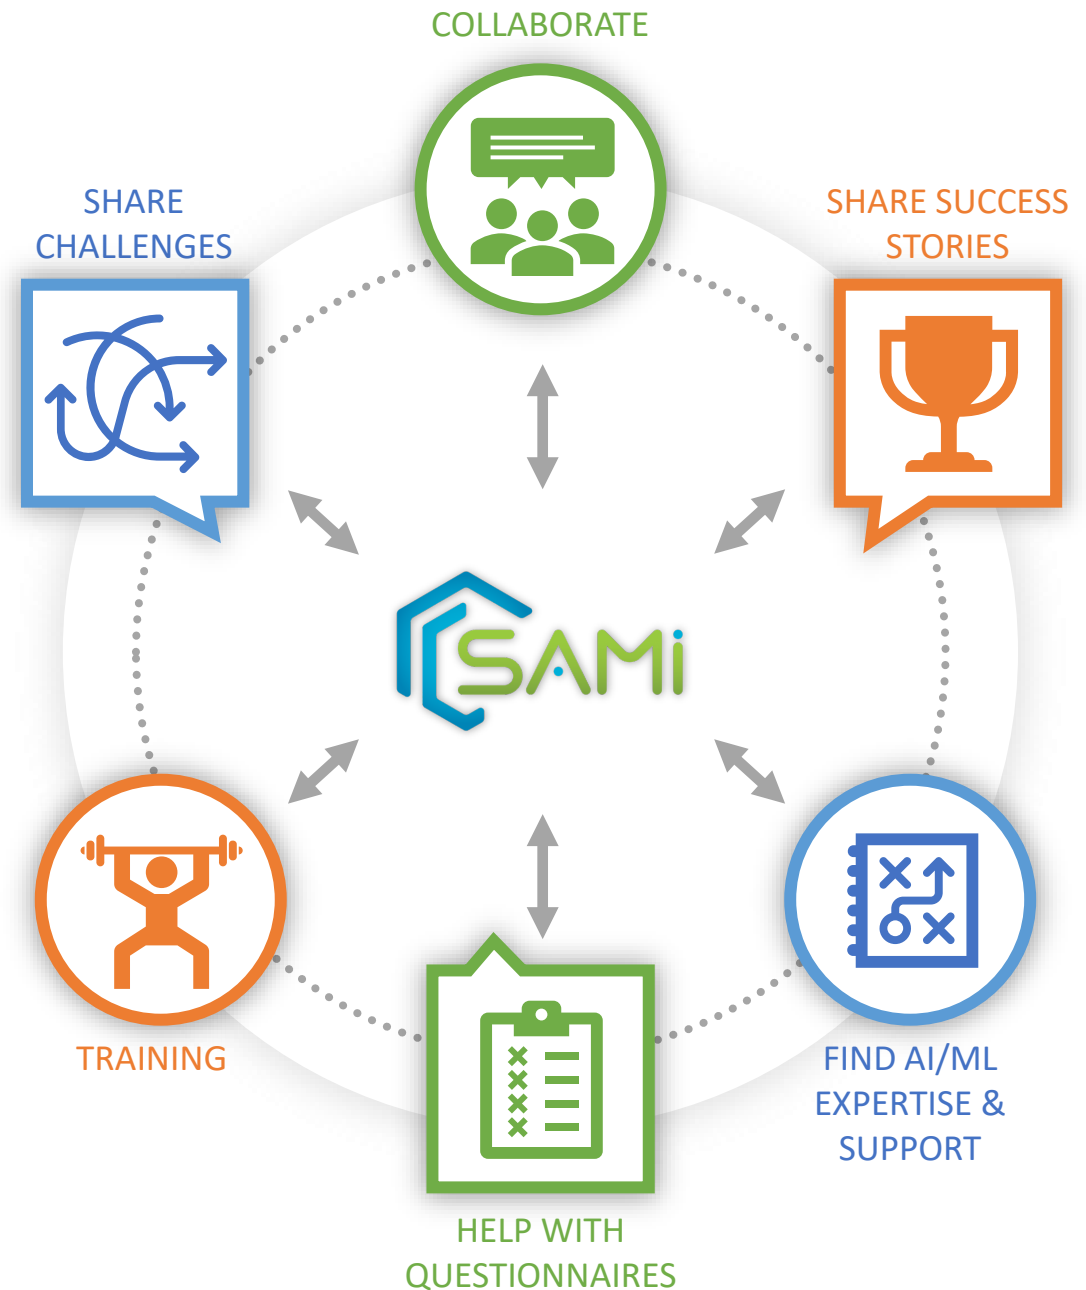 COLLABORATE
SHARE
CHALLENGES
SHARE SUCCESS
STORIES
SAMi
TRAINING
FIND AI/ML
EXPERTISE &
SUPPORT
HELP WITH
QUESTIONNAIRES